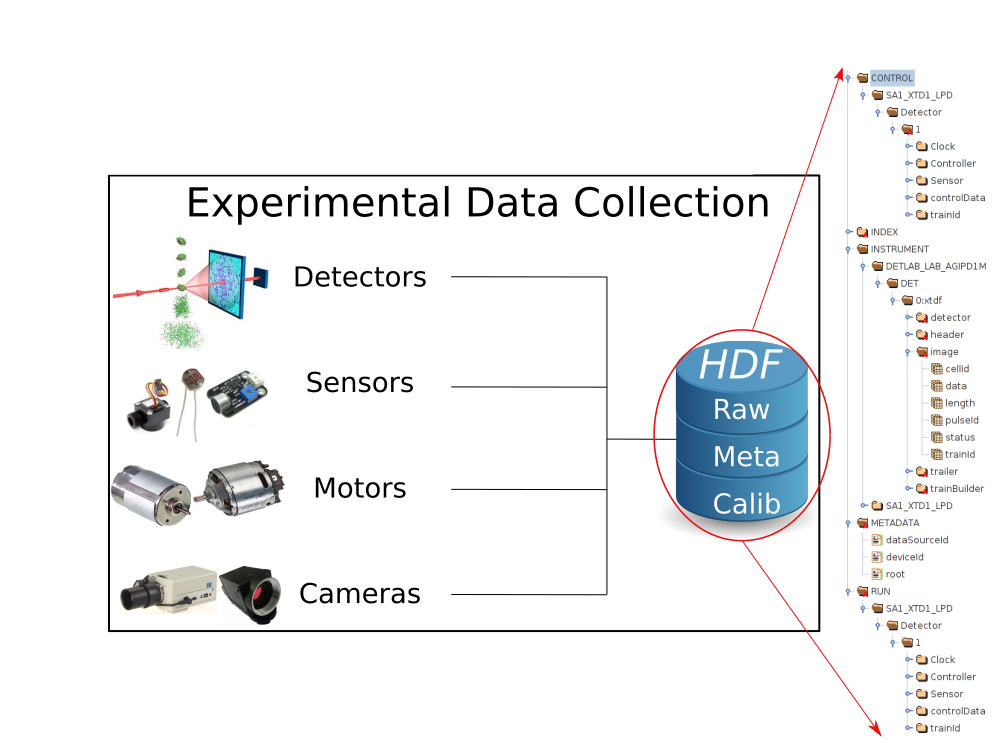 Experimental Data Collection
Detectors
Sensors
Motors
Cameras
HDF
Raw
Meta
Calib
CONTROL
SA1_XTD1_LPD
Detector
1
Clock
Controller
Sensor
controlData
trainId
INDEX
INSTRUMENT
DETLAB_LAB_AGIPD1M
DET
0:xtdf
detector
header
image
cellId
data
length
pulseId
status
trainId
trailer
trainBuilder
SA1_XTD1_LPD
METADATA
dataSourceId
deviceId
root
RUN
SA1_XTD1_LPD
Detector
1
Clock
Controller
Sensor
controlData
trainId